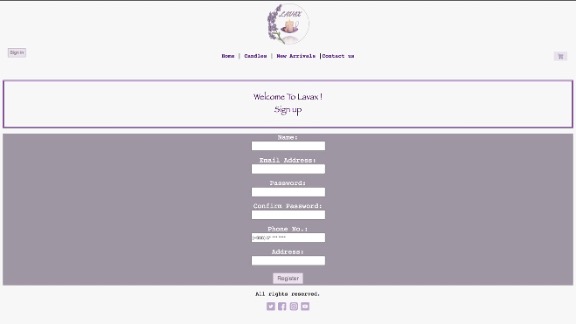 LAVAX
Sign in
Home | Candles | New Arrivals |Contact us
Welcome To Lavax !
Sign up
Name:
Email Address:
Password:
Confirm Password:
Phone No.:
Address:
Register
All rights reserved.